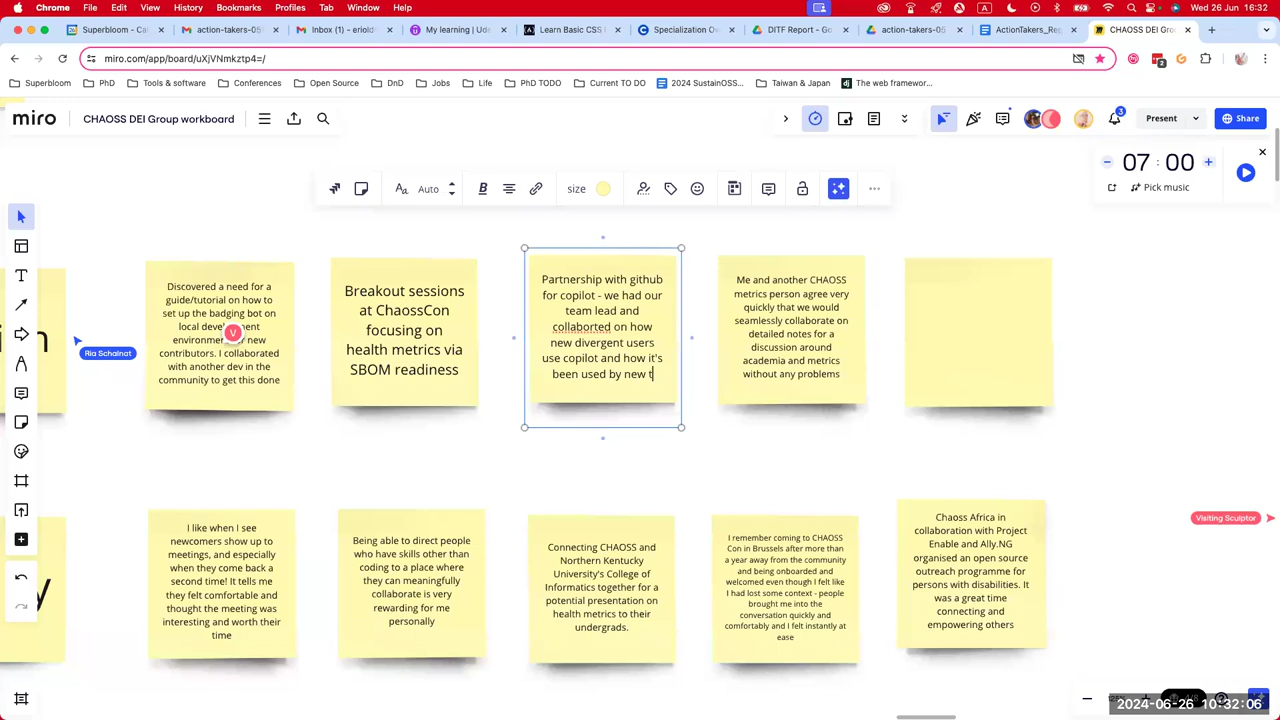 Chrome File Edit View History Bookmarks Profiles Tab Window Help
Wed 26 Jun 16:32
Superbloom - Cal
action-takers-05
Inbox (1) - erioldo
My learning | Ude
Learn Basic CSS
Specialization Ov
DITF Report - Go
action-takers-05
ActionTakers_Re
CHAOSS DEI Gro
miro.com/app/board/uXjVNmkztp4=/
Superbloom PhD Tools & software Conferences Open Source DnD Jobs Life PhD TODO Current TO DO 2024 SustainOSS... Taiwan & Japan The web framewor...
miro
CHAOSS DEI Group workboard
3
Present
Share
07 : 00
Pick music
Auto
B
size
Discovered a need for a
guide/tutorial on how to
set up the badging bot on
local development
environment new
contributors. I collaborated
with another dev in the
community to get this done
V
Ria Schalnat
Breakout sessions
at ChaossCon
focusing on
health metrics via
SBOM readiness
Partnership with github
for copilot - we had our
team lead and
collaborted on how
new divergent users
use copilot and how it's
been used by new t
Me and another CHAOSS
metrics person agree very
quickly that we would
seamlessly collaborate on
detailed notes for a
discussion around
academia and metrics
without any problems
Visiting Sculptor
I like when I see
newcomers show up to
meetings, and especially
when they come back a
second time! It tells me
they felt comfortable and
thought the meeting was
interesting and worth their
time
Being able to direct people
who have skills other than
coding to a place where
they can meaningfully
collaborate is very
rewarding for me
personally
Connecting CHAOSS and
Northern Kentucky
University's College of
Informatics together for a
potential presentation on
health metrics to their
undergrads.
I remember coming to CHAOSS
Con in Brussels after more than
a year away from the community
and being onboarded and
welcomed even though I felt like
I had lost some context - people
brought me into the
conversation quickly and
comfortably and I felt instantly at
ease
Chaoss Africa in
collaboration with Project
Enable and Ally.NG
organised an open source
outreach programme for
persons with disabilities. It
was a great time
connecting and
empowering others
2024-06-26 10:32:06